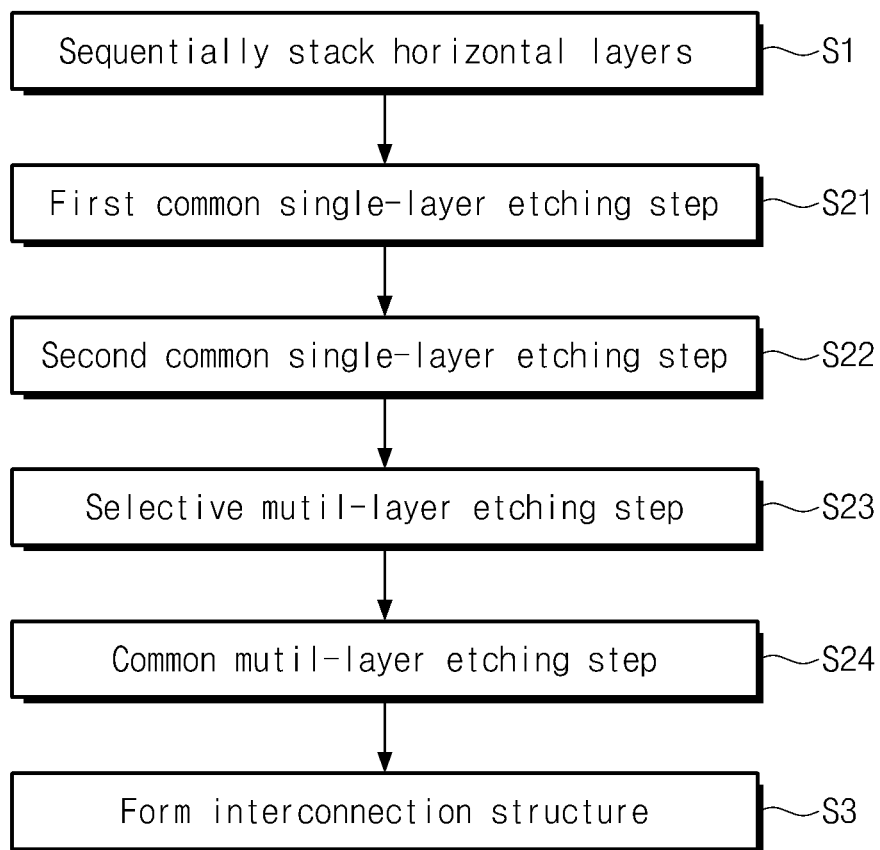 Sequentially stack horizontal layers S1
First common single-layer etching step S21
Second common single-layer etching step S22
Selective mutil-layer etching step S23
Common mutil-layer etching step S24
Form interconnection structure S3